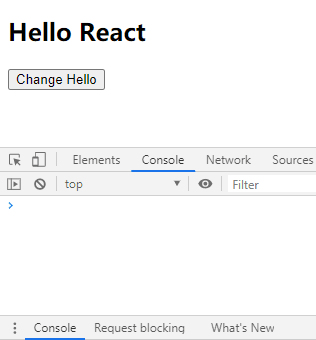 Hello React
Change Hello
Elements Console Network Sources
top Filter
Console Request blocking What's New